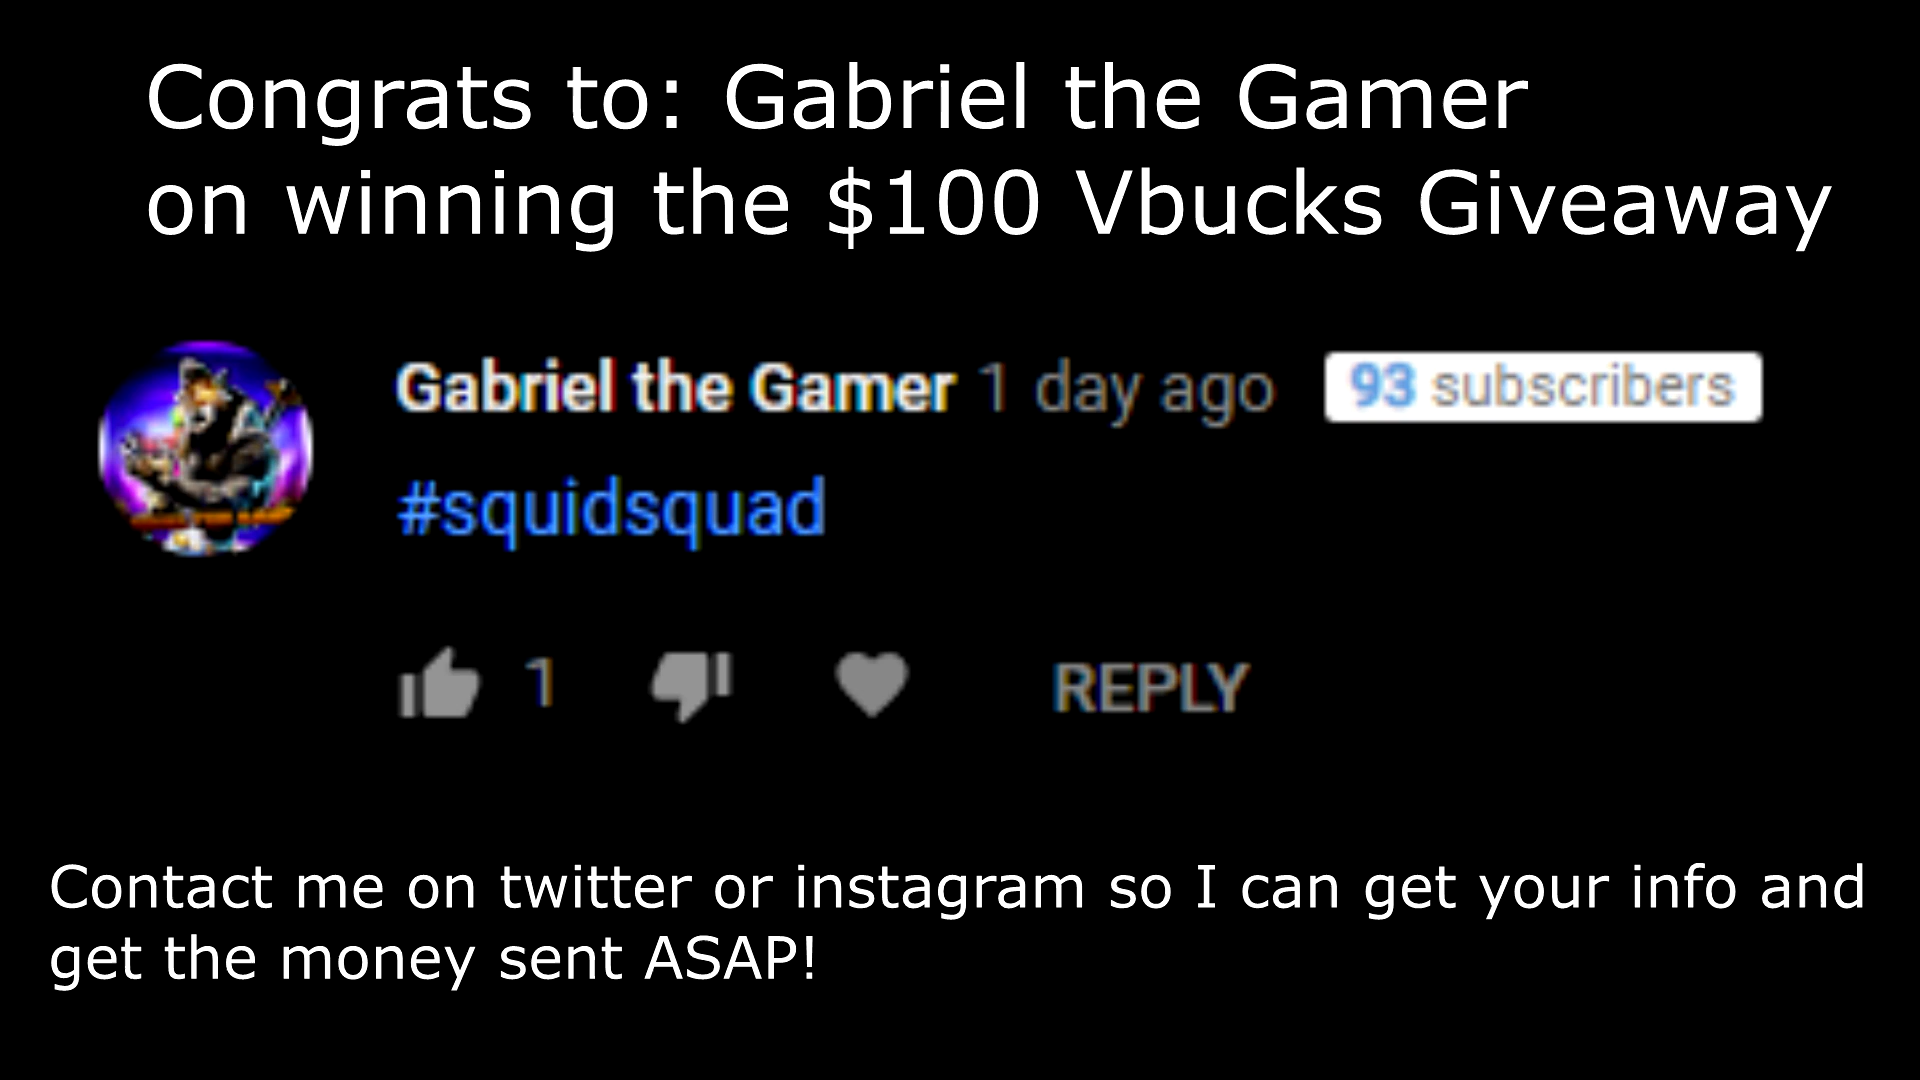 Congrats to: Gabriel the Gamer
on winning the $100 Vbucks Giveaway
Gabriel the Gamer 1 day ago 93 subscribers
#squidsquad
1 REPLY
Contact me on twitter or instagram so I can get your info and
get the money sent ASAP!